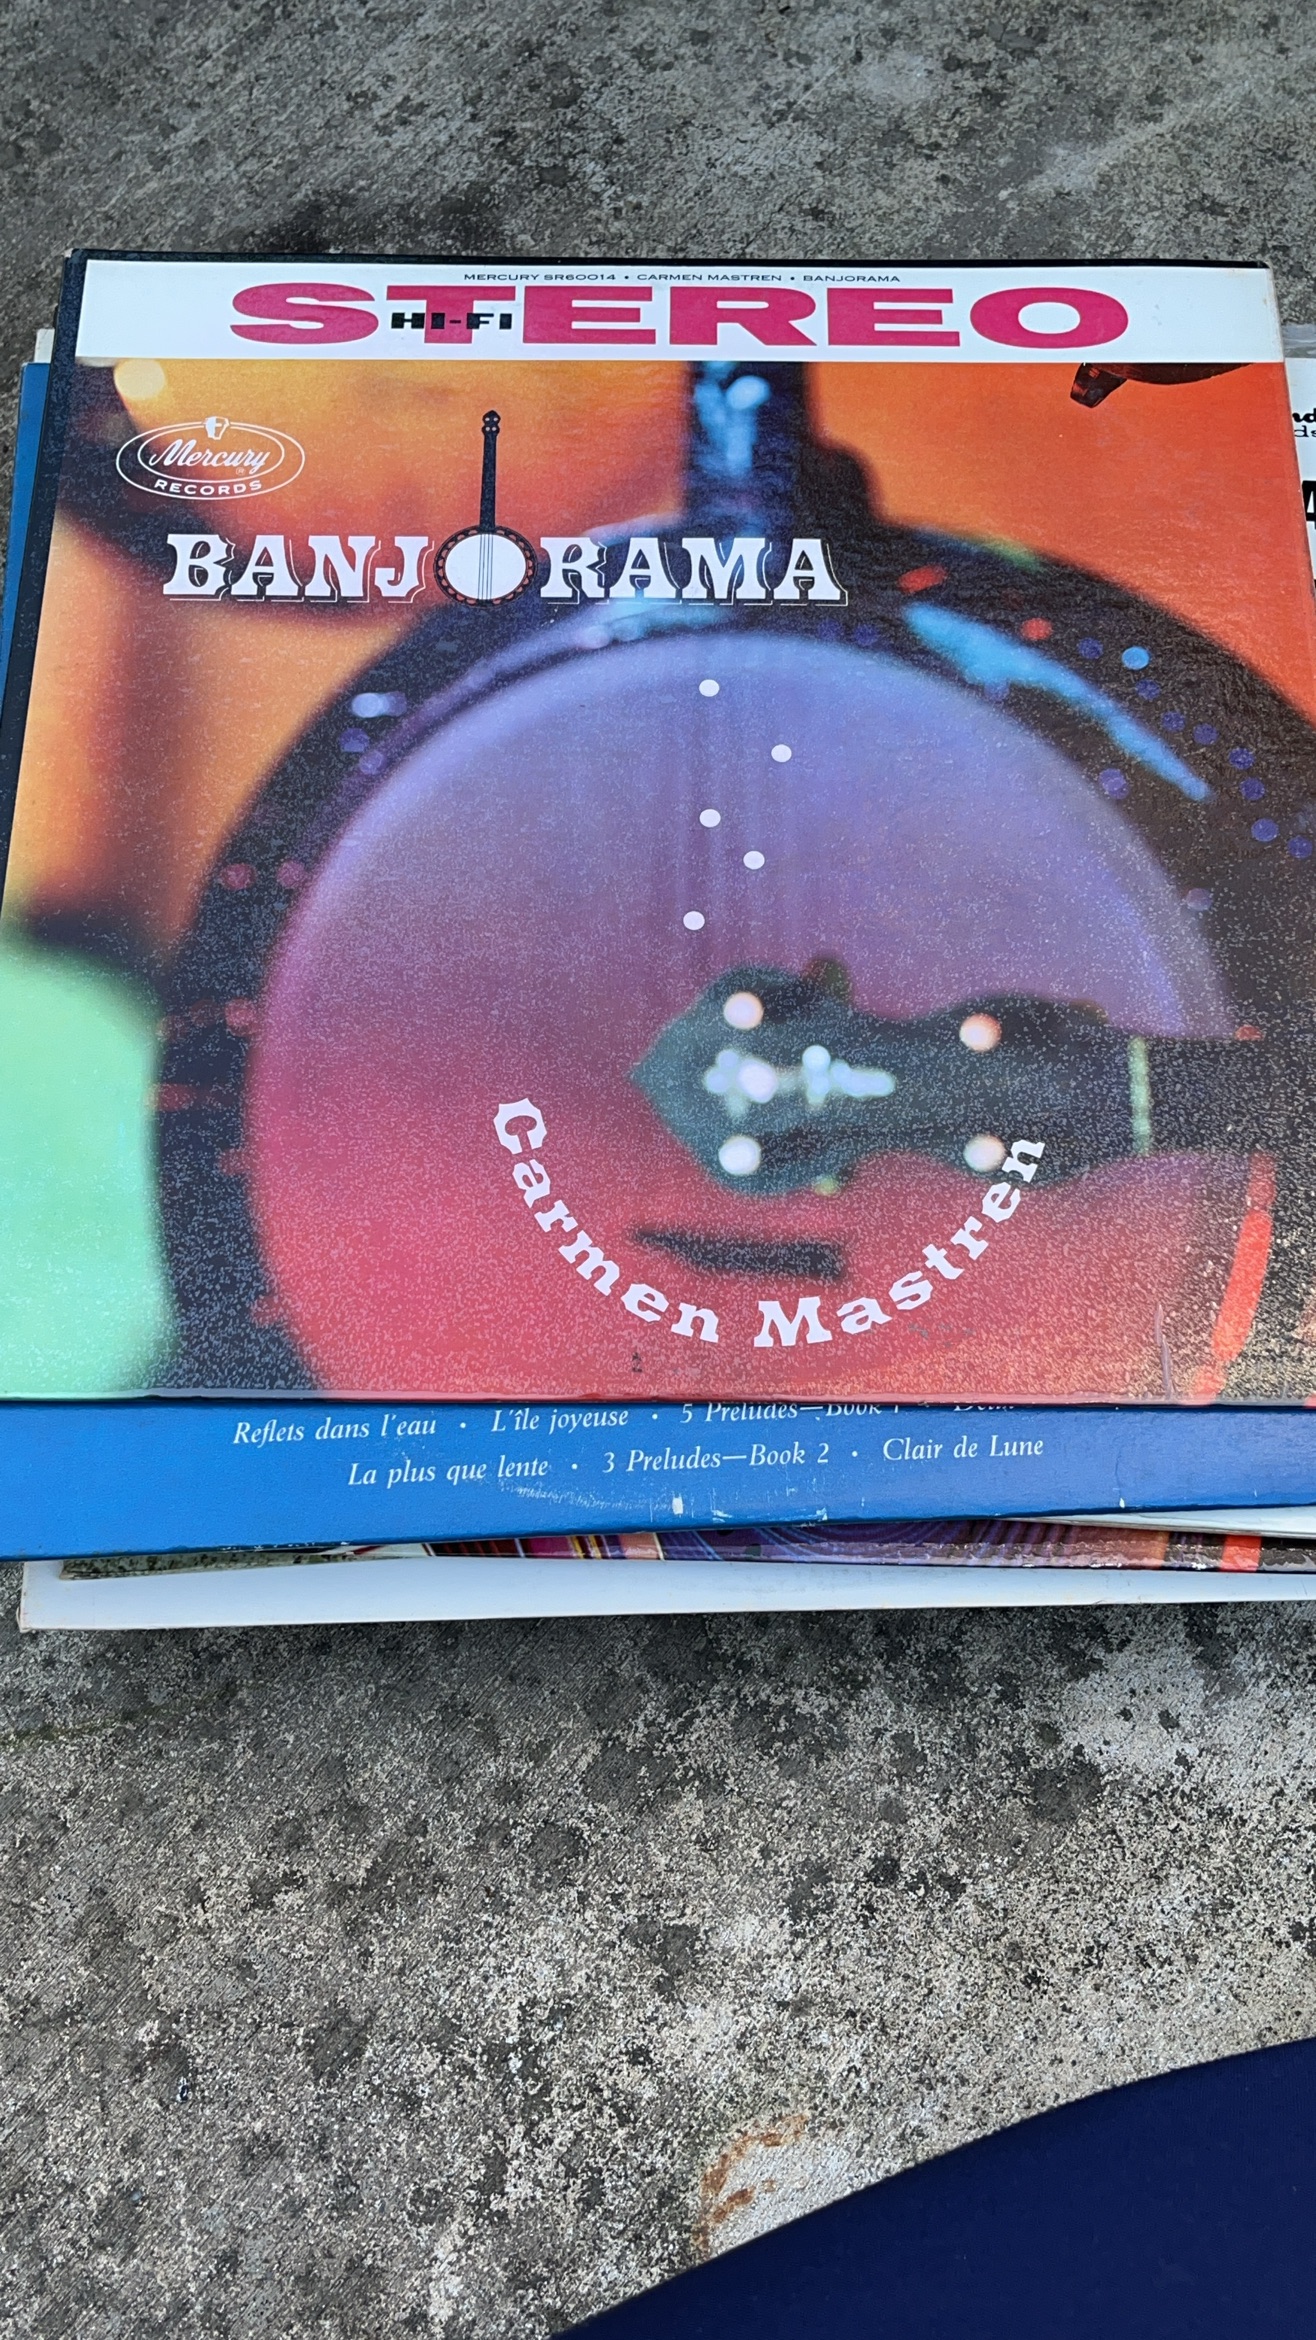 MERCURY SR60014 • CARMEN MASTREN • BANJORAMA
STEREO
HI-FI
Mercury
RECORDS
BANJORAMA
Carmen Mastren
Reflets dans l'eau • L'île joyeuse • 5 Preludes—Book
La plus que lente • 3 Preludes—Book 2 • Clair de Lune